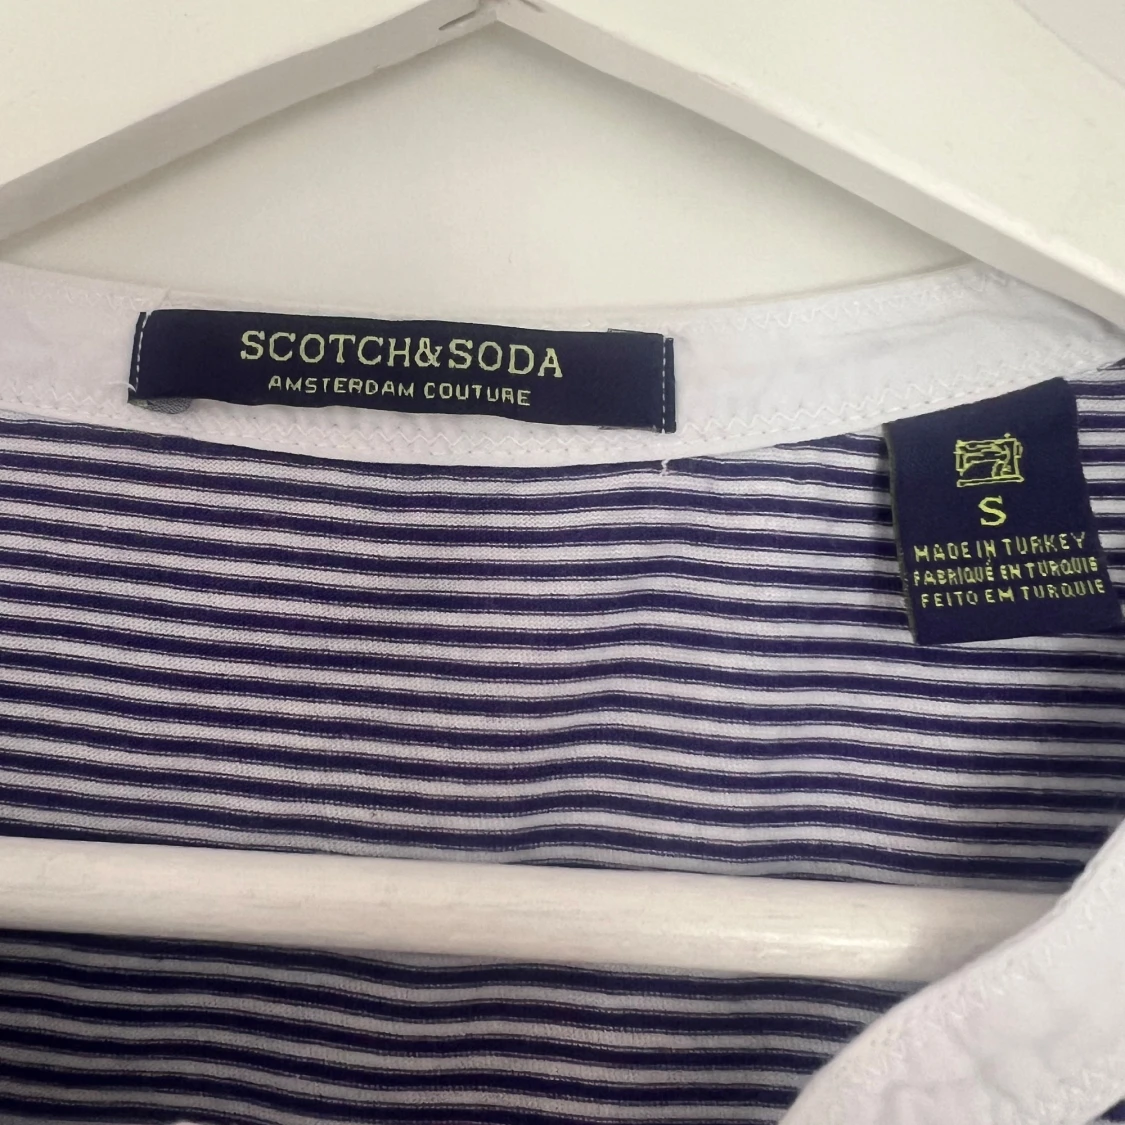 SCOTCH&SODA
AMSTERDAM COUTURE
S
MADE IN TURKEY
FABRIQUÉ EN TURQUIE
FEITO EM TURQUIE